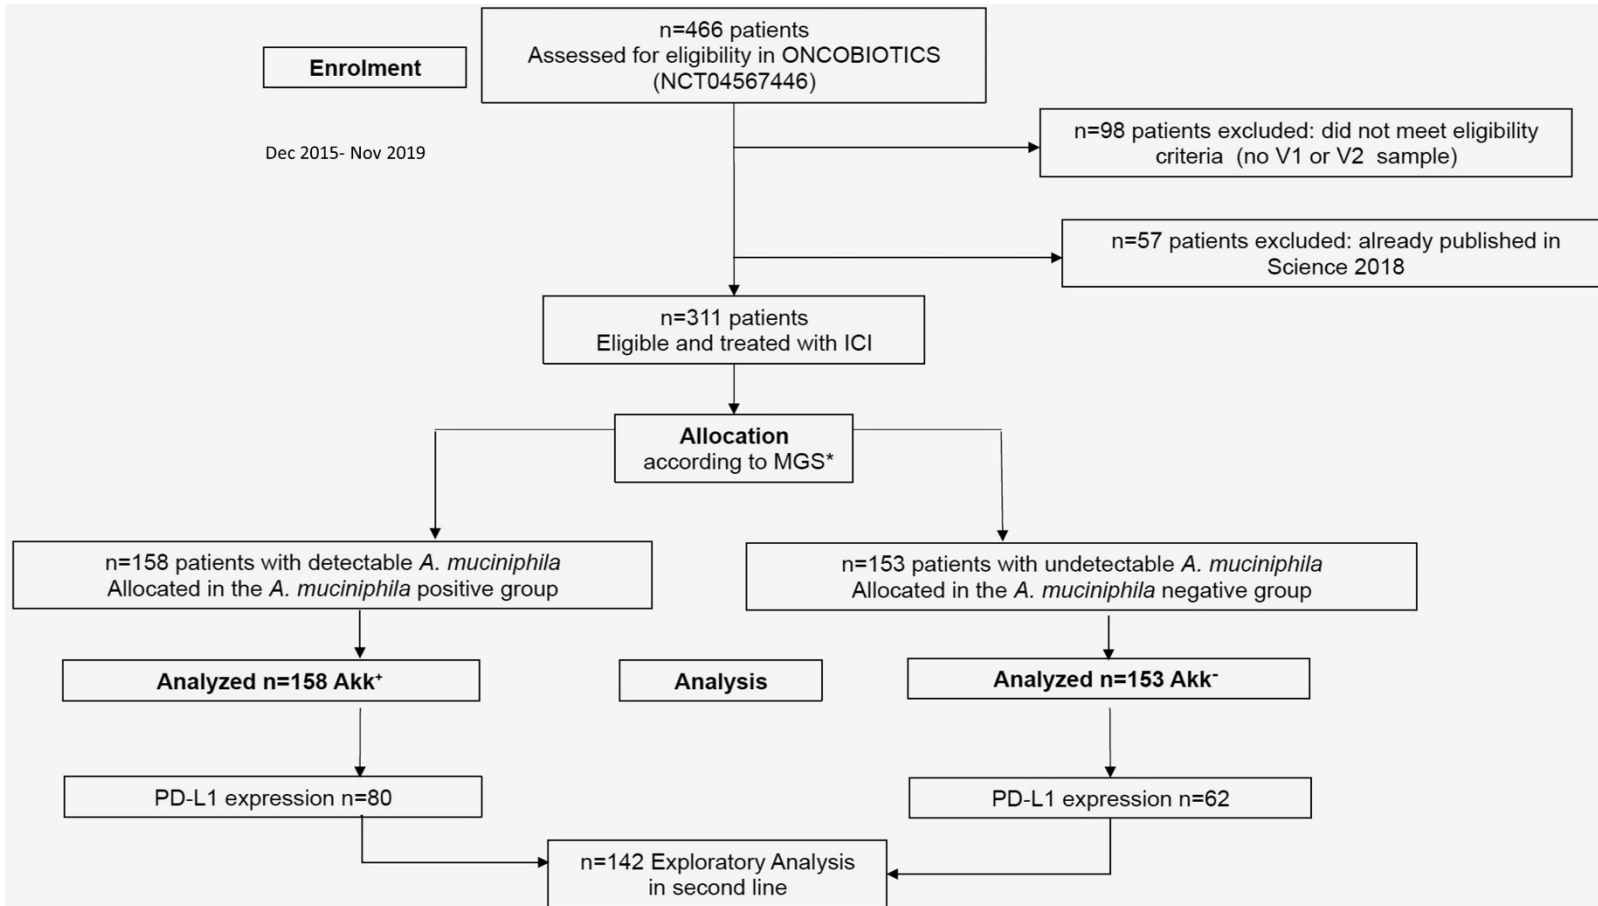 n=466 patients
Assessed for eligibility in ONCOBIOTICS
(NCT04567446)
Enrolment
Dec 2015- Nov 2019
n=98 patients excluded: did not meet eligibility
criteria (no V1 or V2 sample)
n=57 patients excluded: already published in
Science 2018
n=311 patients
Eligible and treated with ICI
Allocation
according to MGS*
n=158 patients with detectable A. muciniphila
Allocated in the A. muciniphila positive group
n=153 patients with undetectable A. muciniphila
Allocated in the A. muciniphila negative group
Analyzed n=158 Akk⁺
Analysis
Analyzed n=153 Akk⁻
PD-L1 expression n=80
PD-L1 expression n=62
n=142 Exploratory Analysis
in second line